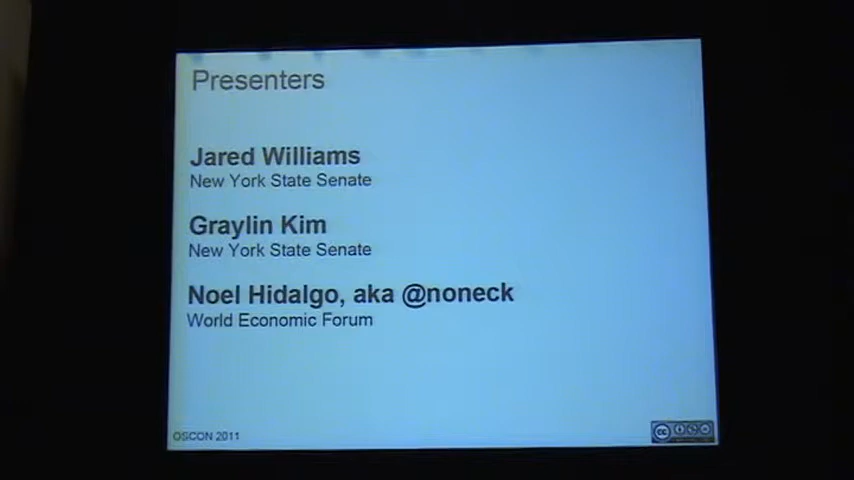 Presenters
Jared Williams
New York State Senate
Graylin Kim
New York State Senate
Noel Hidalgo, aka @noneck
World Economic Forum
OSCON 2011
cc